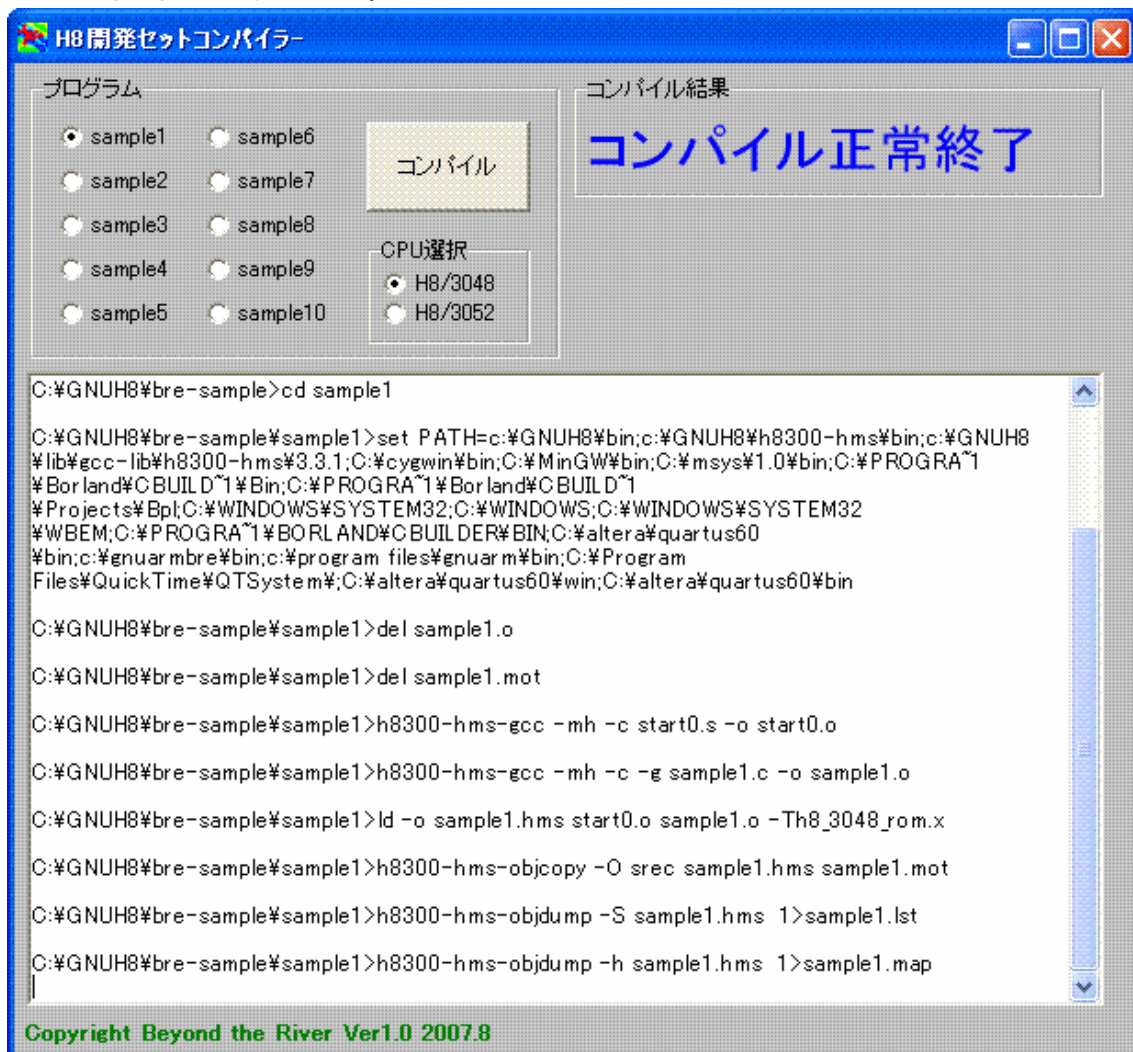 H8開発セットコンパイラー
プログラム
コンパイル結果
sample1 sample6
コンパイル
コンパイル正常終了
sample2 sample7
sample3 sample8
CPU選択
sample4 sample9
H8/3048
sample5 sample10
H8/3052
C:¥GNUH8¥bre-sample>cd sample1
C:¥GNUH8¥bre-sample¥sample1>set PATH=c:¥GNUH8¥bin;c:¥GNUH8¥h8300-hms¥bin;c:¥GNUH8
¥lib¥gcc-lib¥h8300-hms¥3.3.1;C:¥cygwin¥bin;C:¥MinGW¥bin;C:¥msys¥1.0¥bin;C:¥PROGRA~1
¥Borland¥CBUILD~1¥Bin;C:¥PROGRA~1¥Borland¥CBUILD~1
¥Projects¥Bpl;C:¥WINDOWS¥SYSTEM32;C:¥WINDOWS;C:¥WINDOWS¥SYSTEM32
¥WBEM;C:¥PROGRA~1¥BORLAND¥CBUILDER¥BIN;C:¥altera¥quartus60
¥bin;c:¥gnuarmbre¥bin;c:¥program files¥gnuarm¥bin;C:¥Program
Files¥QuickTime¥QTSystem¥;C:¥altera¥quartus60¥win;C:¥altera¥quartus60¥bin
C:¥GNUH8¥bre-sample¥sample1>del sample1.o
C:¥GNUH8¥bre-sample¥sample1>del sample1.mot
C:¥GNUH8¥bre-sample¥sample1>h8300-hms-gcc -mh -c start0.s -o start0.o
C:¥GNUH8¥bre-sample¥sample1>h8300-hms-gcc -mh -c -g sample1.c -o sample1.o
C:¥GNUH8¥bre-sample¥sample1>ld -o sample1.hms start0.o sample1.o -Th8_3048_rom.x
C:¥GNUH8¥bre-sample¥sample1>h8300-hms-objcopy -O srec sample1.hms sample1.mot
C:¥GNUH8¥bre-sample¥sample1>h8300-hms-objdump -S sample1.hms 1>sample1.lst
C:¥GNUH8¥bre-sample¥sample1>h8300-hms-objdump -h sample1.hms 1>sample1.map
Copyright Beyond the River Ver1.0 2007.8